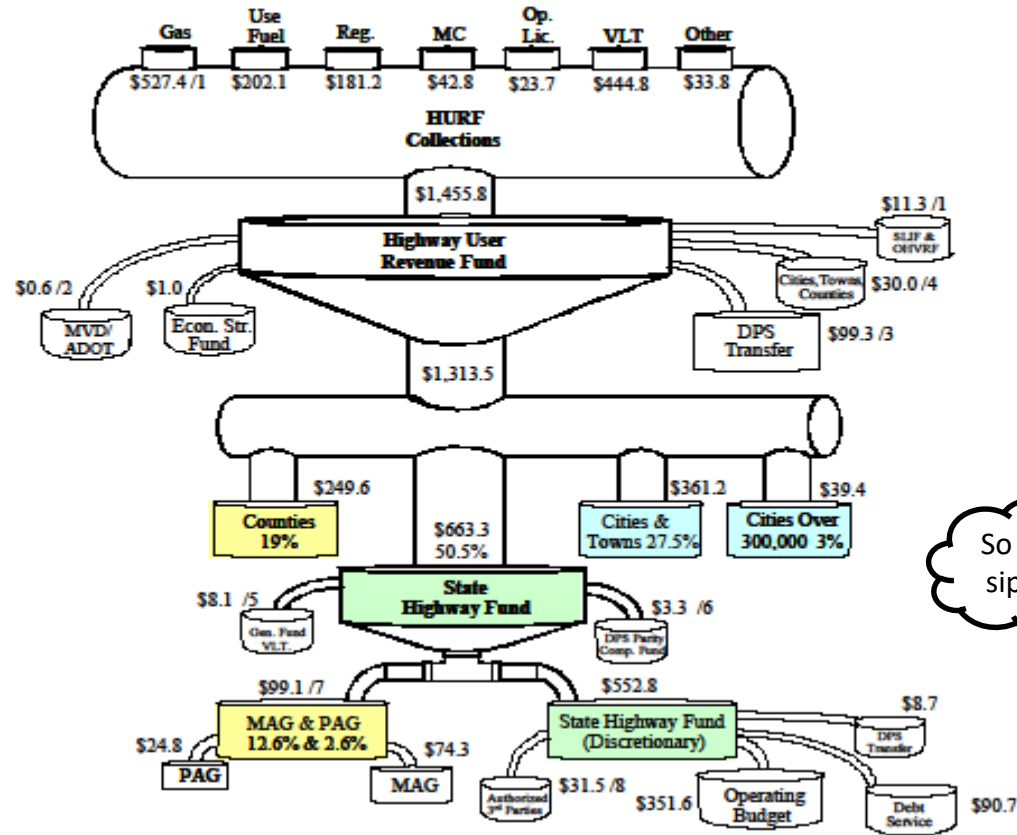 Gas
Use
Fuel
Reg.
MC
Op.
Lic.
VLT
Other
$527.4 /1
$202.1
$181.2
$42.8
$23.7
$444.8
$33.8
HURF
Collections
$1,455.8
Highway User
Revenue Fund
$11.3 /1
SLIF &
OHVRF
Cities, Towns,
Counties
$30.0 /4
$0.6 /2
MVD/
ADOT
$1.0
Econ. Str.
Fund
DPS
Transfer
$99.3 /3
$1,313.5
$249.6
Counties
19%
$663.3
50.5%
$361.2
Cities &
Towns 27.5%
$39.4
Cities Over
300,000 3%
So
sip
State
Highway Fund
$8.1 /5
Gen. Fund
VLT.
$3.3 /6
DPS Parity
Comp. Fund
$99.1 /7
MAG & PAG
12.6% & 2.6%
$24.8
PAG
$74.3
MAG
$552.8
State Highway Fund
(Discretionary)
$8.7
DPS
Transfer
Authorized
3rd Parties
$31.5 /8
$351.6
Operating
Budget
Debt
Service
$90.7